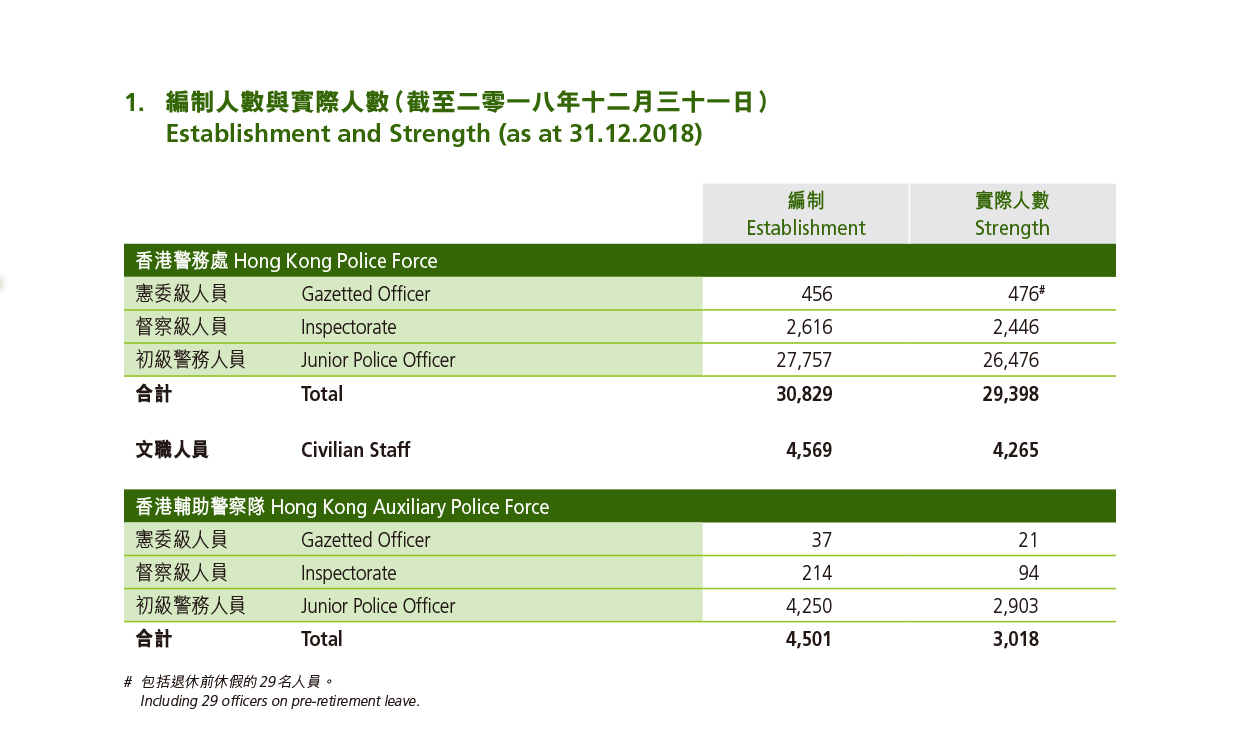 1. 編制人數與實際人數（截至二零一八年十二月三十一日）
Establishment and Strength (as at 31.12.2018)
編制 實際人數
Establishment Strength
香港警務處 Hong Kong Police Force
憲委級人員 Gazetted Officer 456 476#
督察級人員 Inspectorate 2,616 2,446
初級警務人員 Junior Police Officer 27,757 26,476
合計 Total 30,829 29,398
文職人員 Civilian Staff 4,569 4,265
香港輔助警察隊 Hong Kong Auxiliary Police Force
憲委級人員 Gazetted Officer 37 21
督察級人員 Inspectorate 214 94
初級警務人員 Junior Police Officer 4,250 2,903
合計 Total 4,501 3,018
# 包括退休前休假的29名人員。
Including 29 officers on pre-retirement leave.